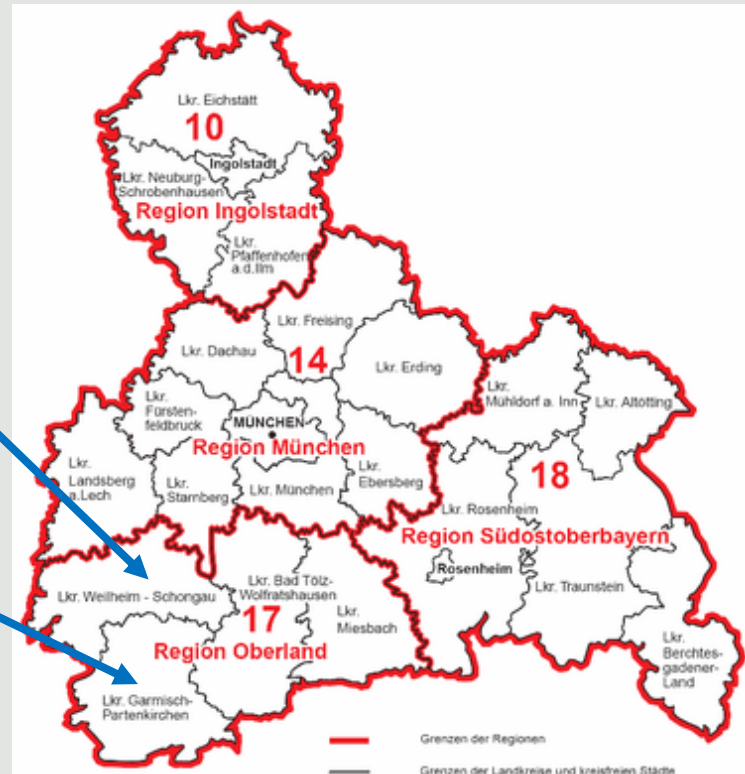 Lkr. Eichstätt
10
Ingolstadt
Lkr. Neuburg-
Schrobenhausen
Region Ingolstadt
Lkr.
Pfaffenhofen
a.d.Ilm
Lkr. Freising
Lkr. Dachau
14
Lkr. Erding
Lkr.
Mühldorf a. Inn
Lkr. Altötting
Lkr.
Fürsten-
feldbruck
MÜNCHEN
Region München
Lkr.
Landsberg
a.Lech
Lkr.
Starnberg
Lkr. München
Lkr.
Ebersberg
18
Lkr. Rosenheim
Region Südostoberbayern
Rosenheim
Lkr. Weilheim - Schongau
Lkr. Bad Tölz-
Wolfratshausen
17
Lkr.
Miesbach
Lkr. Traunstein
Region Oberland
Lkr.
Berchtes-
gadener-
Land
Lkr. Garmisch-
Partenkirchen
Grenzen der Regionen
Grenzen der Landkreise und kreisfreien Städte